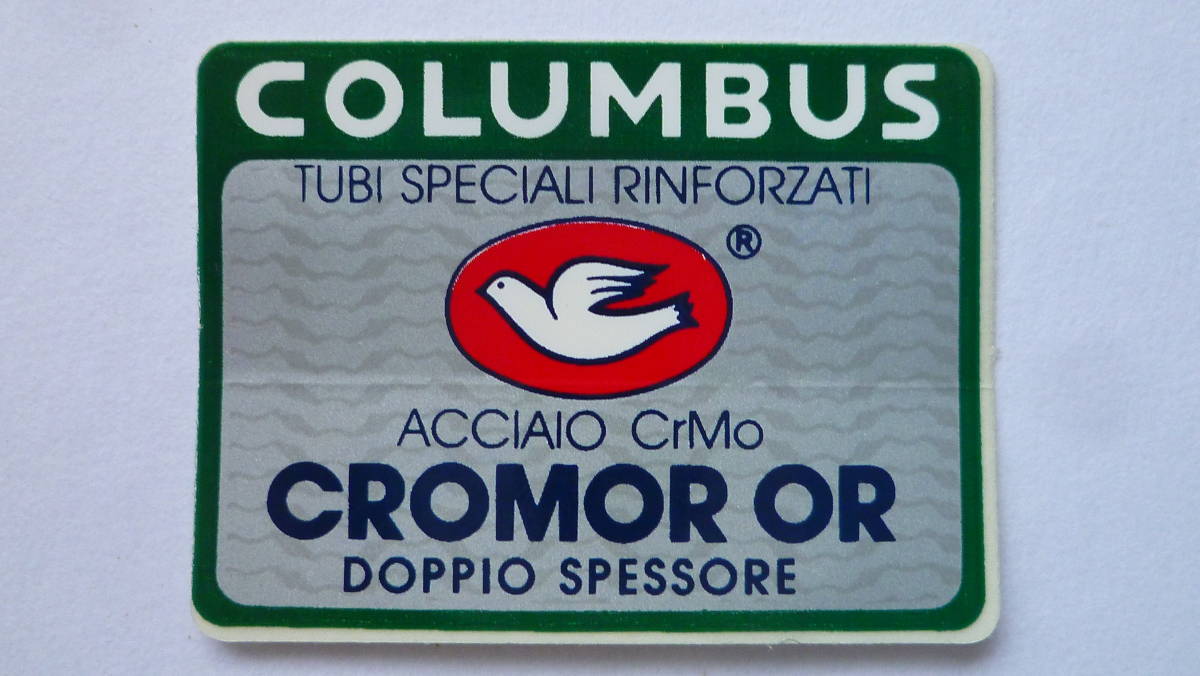 COLUMBUS
TUBI SPECIALI RINFORZATI
®
ACCIAIO CrMo
CROMOR OR
DOPPIO SPESSORE